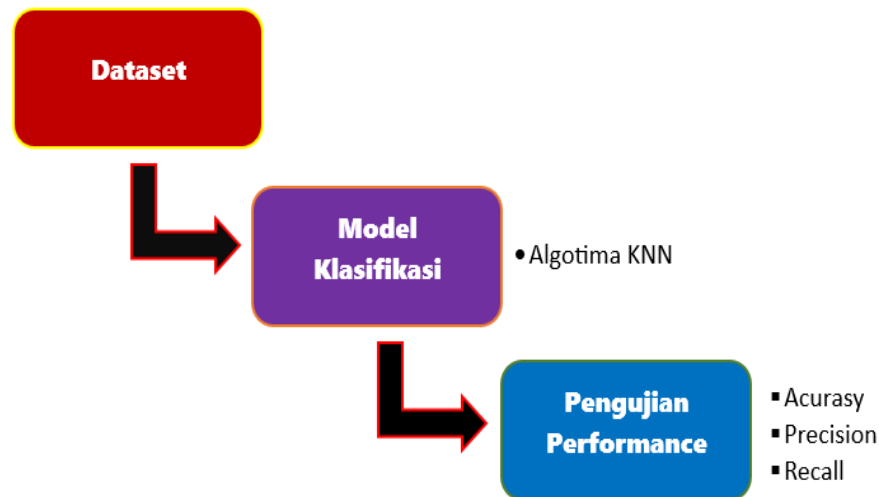 Dataset
Model
Klasifikasi
• Algotima KNN
Pengujian
Performance
▪ Acurasy
▪ Precision
▪ Recall